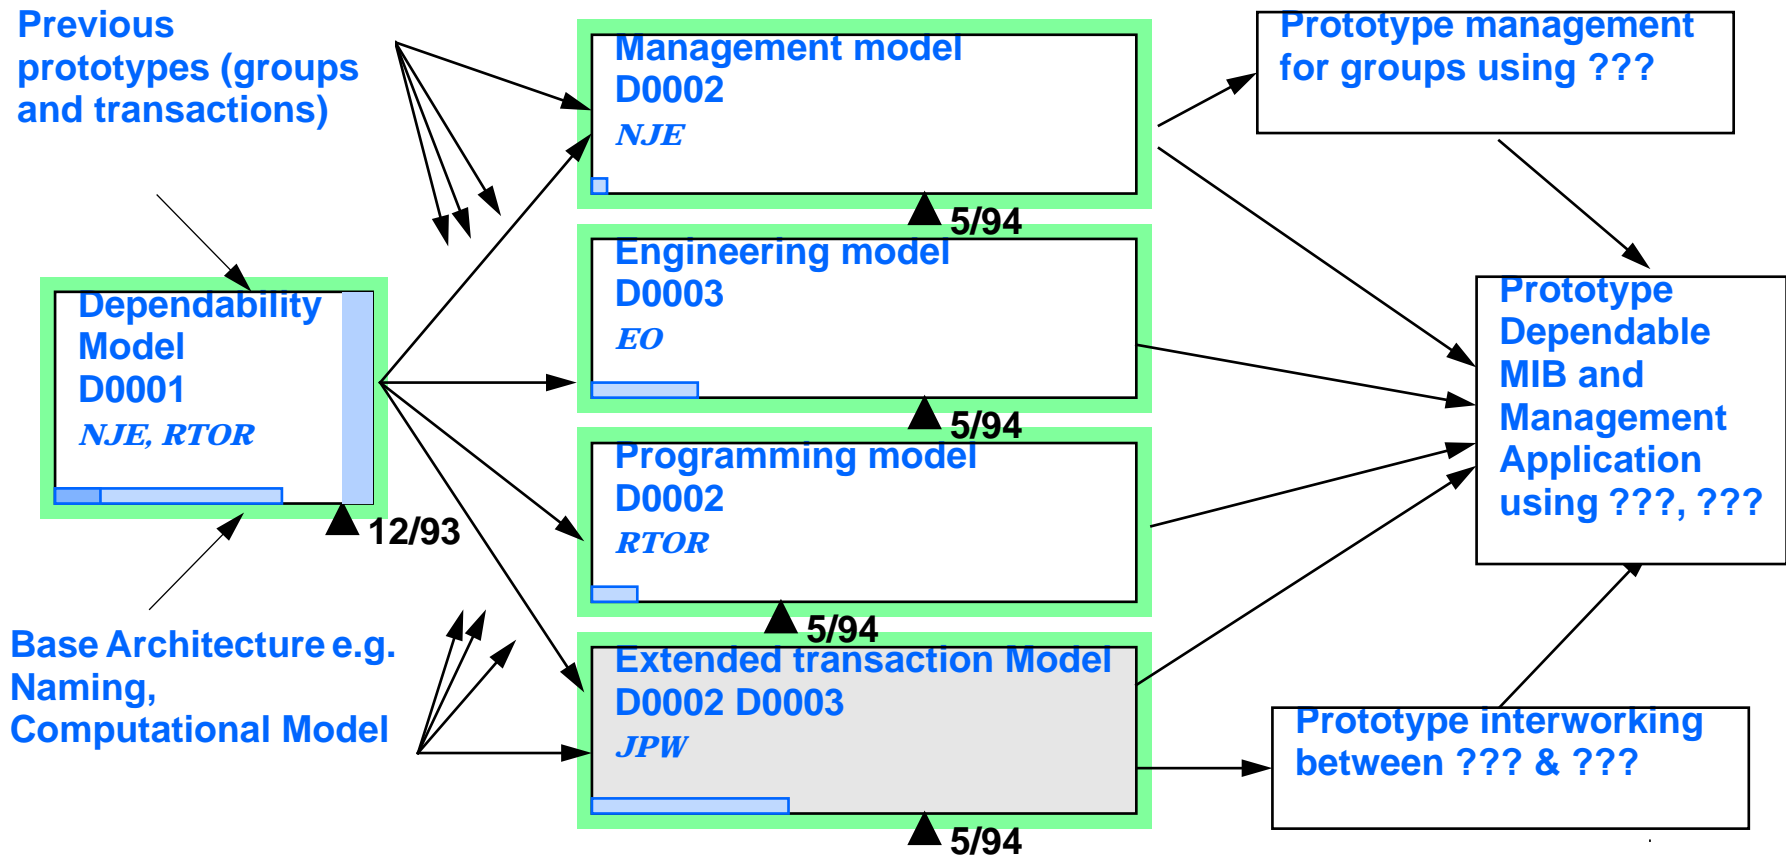 Previous
prototypes (groups
and transactions)
Management model
D0002
NJE
5/94
Prototype management
for groups using ???
Dependability
Model
D0001
NJE, RTOR
12/93
Engineering model
D0003
EO
5/94
Programming model
D0002
RTOR
5/94
Prototype
Dependable
MIB and
Management
Application
using ???, ???
Base Architecture e.g.
Naming,
Computational Model
Extended transaction Model
D0002 D0003
JPW
5/94
Prototype interworking
between ??? & ???